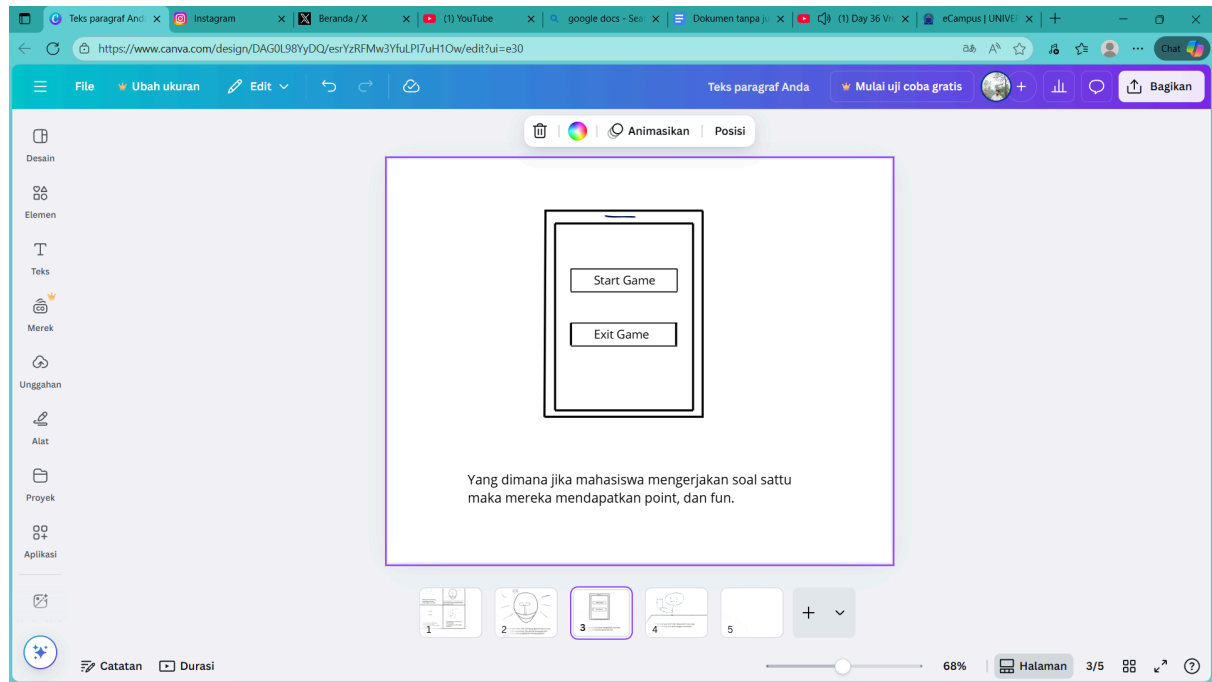 Teks paragraf And
Instagram
Beranda / X
(1) YouTube
google docs - Sea
Dokumen tanpa ju
(1) Day 36 Vr
eCampus | UNIVE
https://www.canva.com/design/DAG0L98YyDQ/esrYzRFMw3YfuLPI7uH1Ow/edit?ui=e30
Chat
File
Ubah ukuran
Edit
Teks paragraf Anda
Mulai uji coba gratis
Bagikan
Animasikan
Posisi
Desain
Elemen
Teks
Merek
Unggahan
Alat
Proyek
Aplikasi
Start Game
Exit Game
Yang dimana jika mahasiswa mengerjakan soal sattu
maka mereka mendapatkan point, dan fun.
1
2
3
4
5
Catatan
Durasi
68%
Halaman
3/5